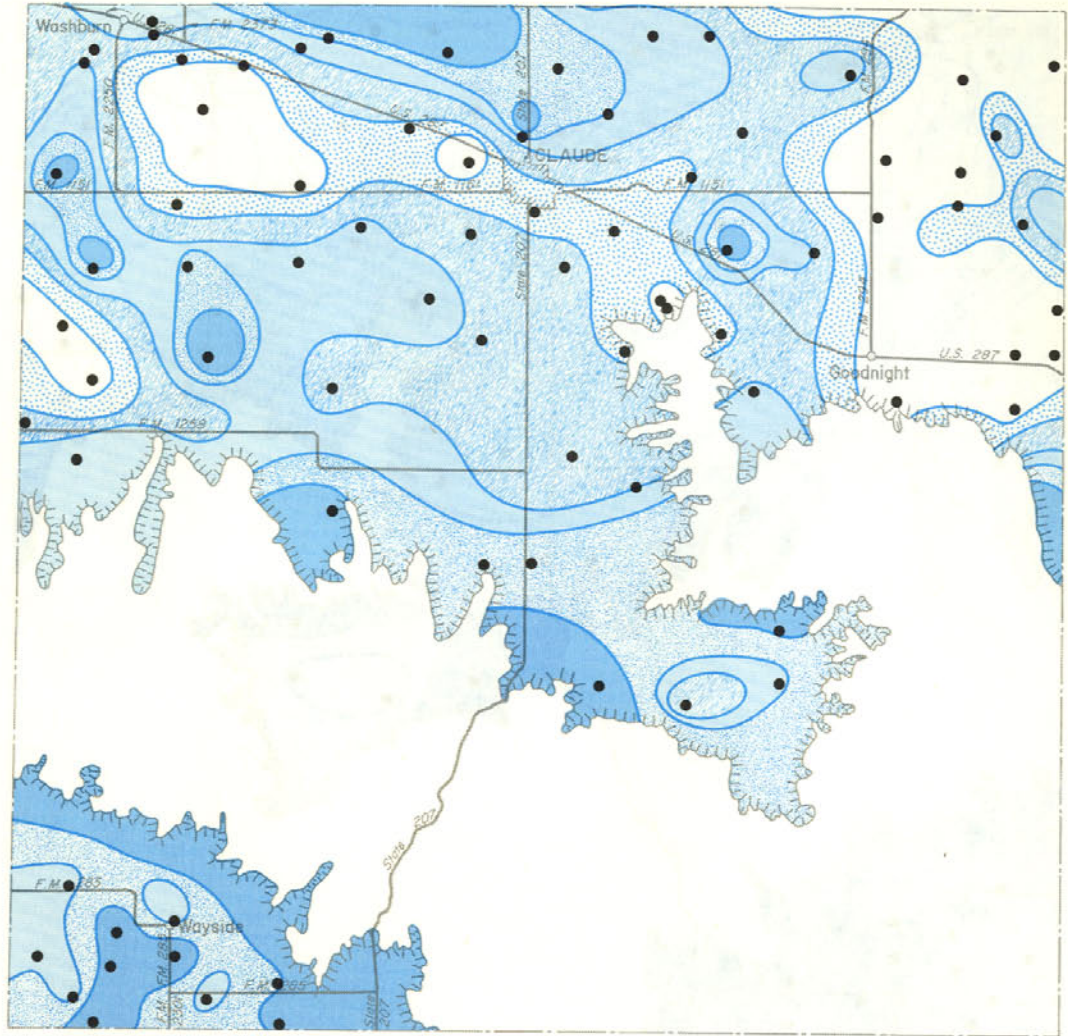 Washburn
F.M. 2373
State 207
U.S. 287
CLAUDE
F.M. 1151
F.M. 1151
F.M. 1151
State 207
F.M. 2250
U.S. 287
Goodnight
F.M. 1258
State 207
F.M. 285
Wayside
F.M. 285
State 207